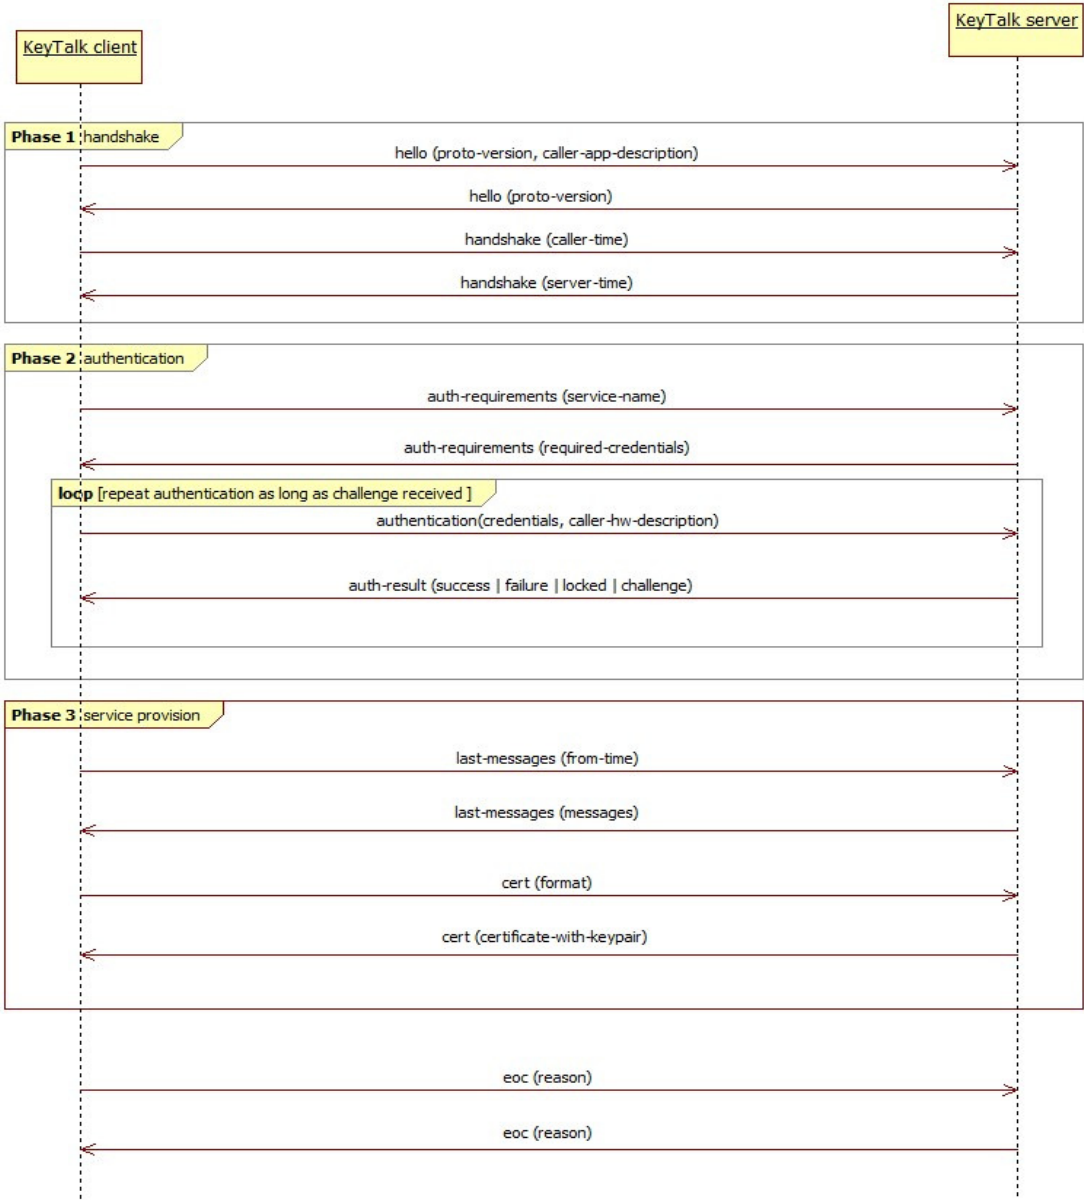 KeyTalk client
KeyTalk server
Phase 1 handshake
hello (proto-version, caller-app-description)
hello (proto-version)
handshake (caller-time)
handshake (server-time)
Phase 2 authentication
auth-requirements (service-name)
auth-requirements (required-credentials)
loop [repeat authentication as long as challenge received ]
authentication(credentials, caller-hw-description)
auth-result (success | failure | locked | challenge)
Phase 3 service provision
last-messages (from-time)
last-messages (messages)
cert (format)
cert (certificate-with-keypair)
eoc (reason)
eoc (reason)